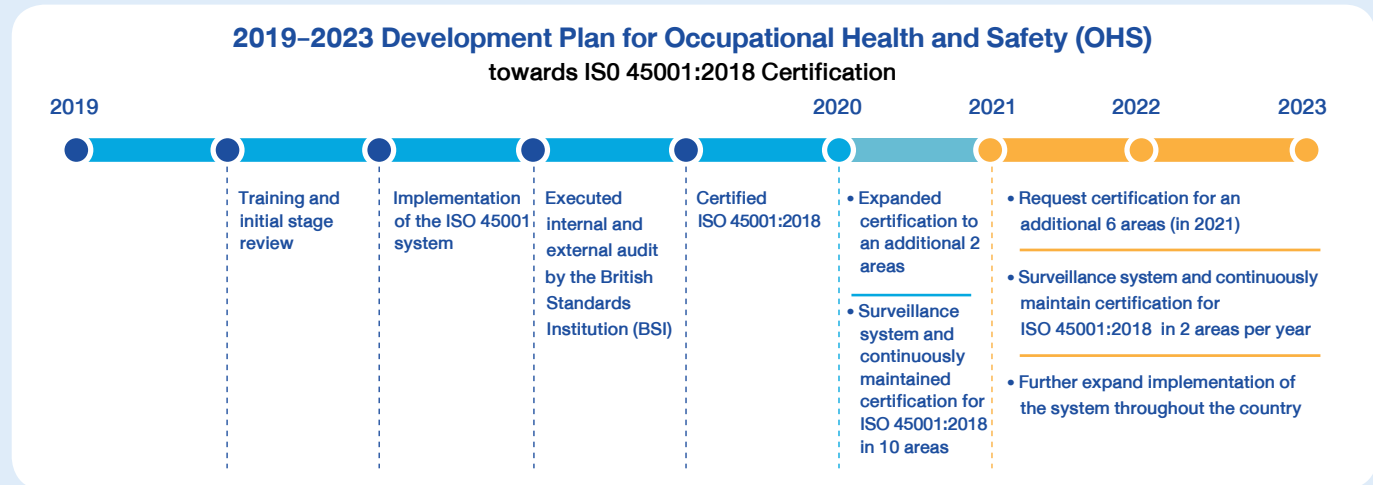 2019–2023 Development Plan for Occupational Health and Safety (OHS)
towards IS0 45001:2018 Certification
2019
2020
2021
2022
2023
Training and
initial stage
review
Implementation
of the ISO 45001
system
Executed
internal and
external audit
by the British
Standards
Institution (BSI)
Certified
ISO 45001:2018
• Expanded
certification to
an additional 2
areas
• Surveillance
system and
continuously
maintained
certification for
ISO 45001:2018
in 10 areas
• Request certification for an
additional 6 areas (in 2021)
• Surveillance system and continuously
maintain certification for
ISO 45001:2018 in 2 areas per year
• Further expand implementation of
the system throughout the country